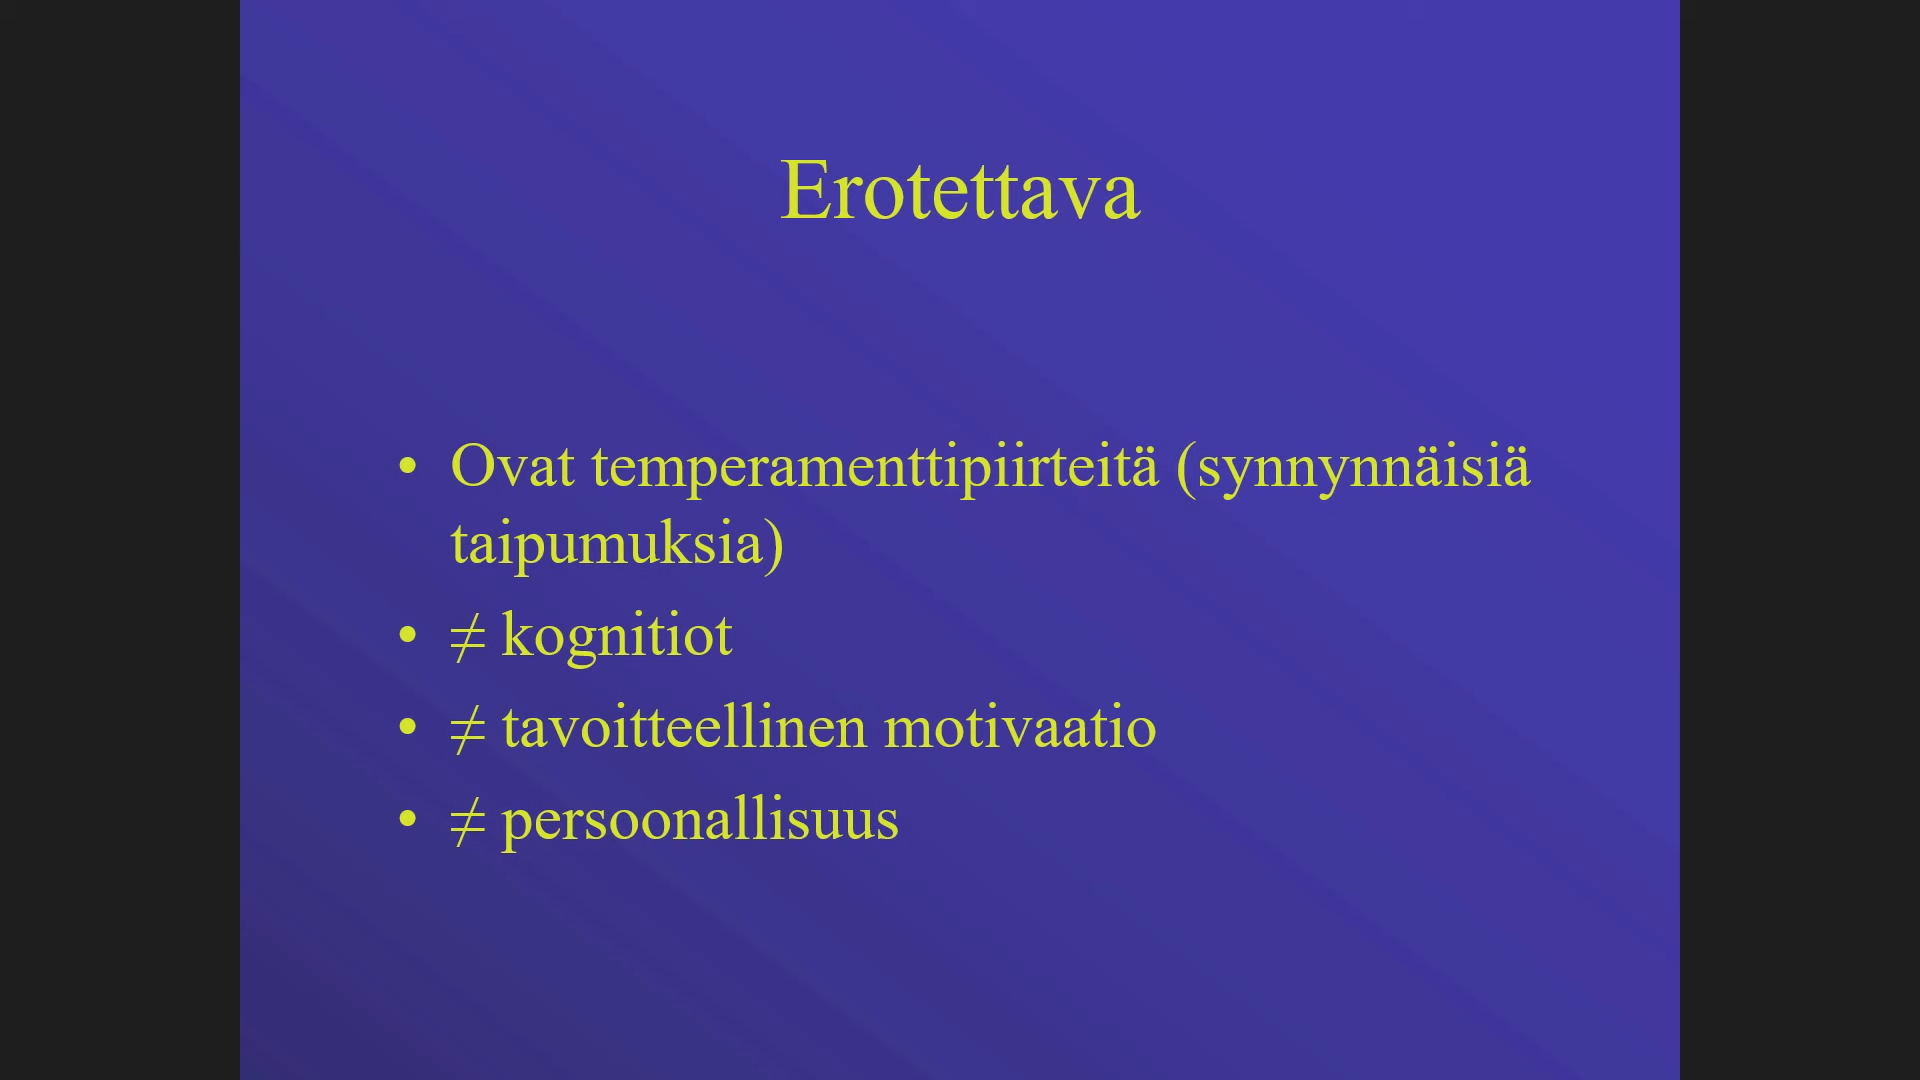 Erotettava
• Ovat temperamenttipiirteitä (synnynnäisiä
taipumuksia)
• ≠ kognitiot
• ≠ tavoitteellinen motivaatio
• ≠ persoonallisuus